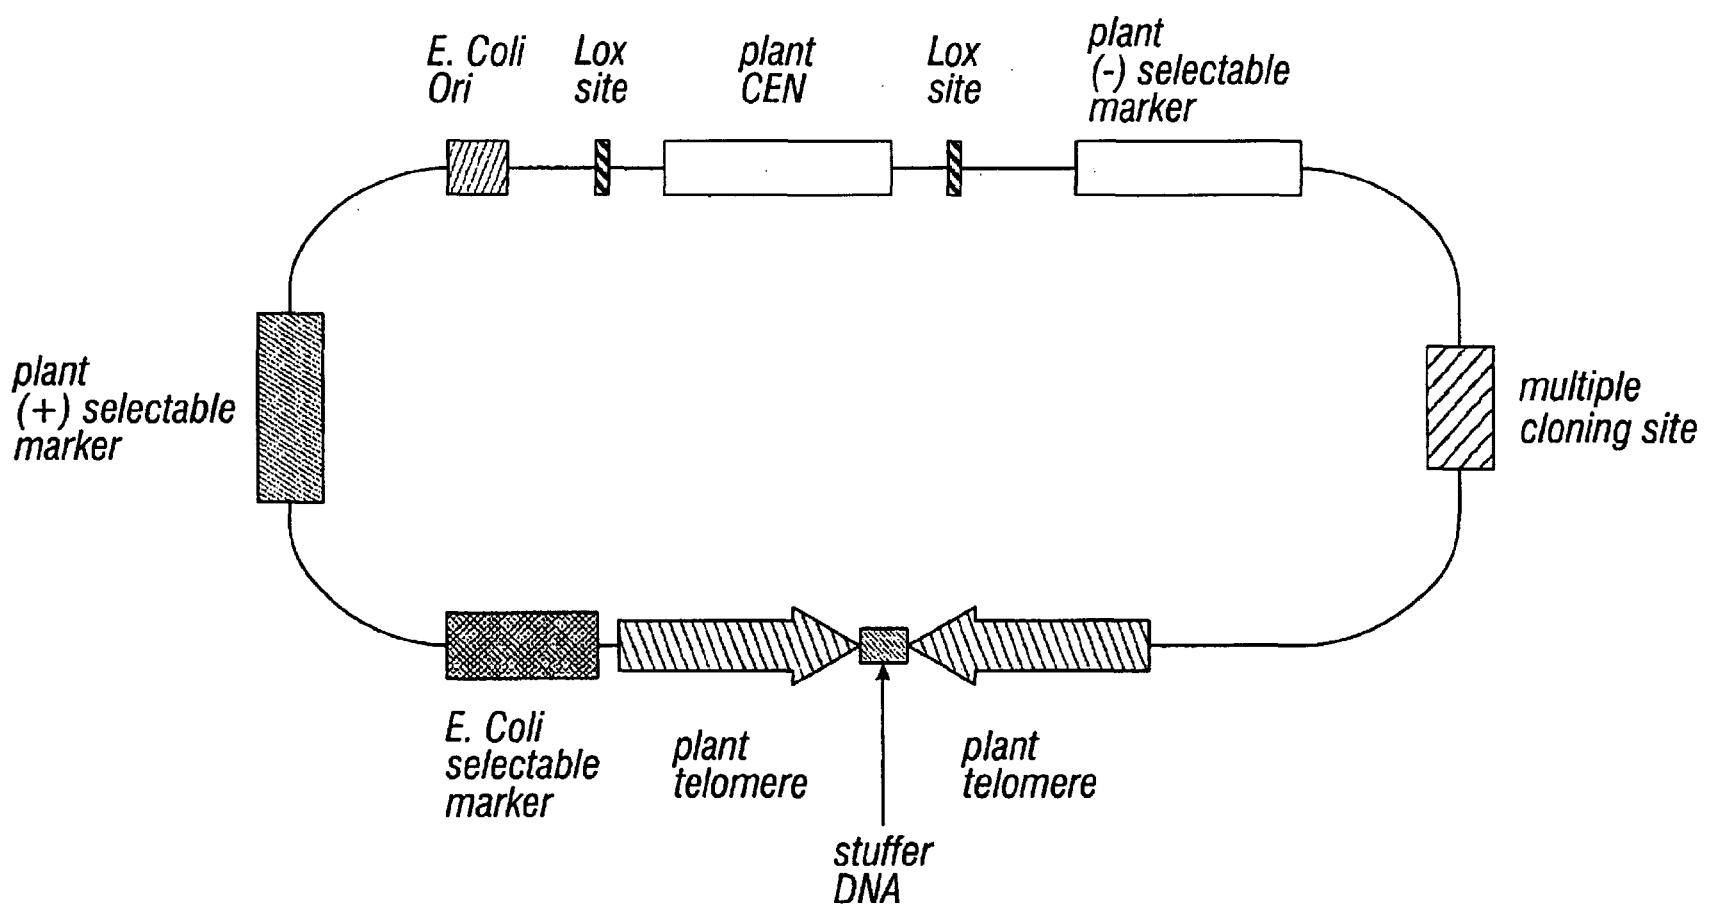 E. Coli
Ori
Lox
site
plant
CEN
Lox
site
plant
(-) selectable
marker
plant
(+) selectable
marker
multiple
cloning site
E. Coli
selectable
marker
plant
telomere
plant
telomere
stuffer
DNA